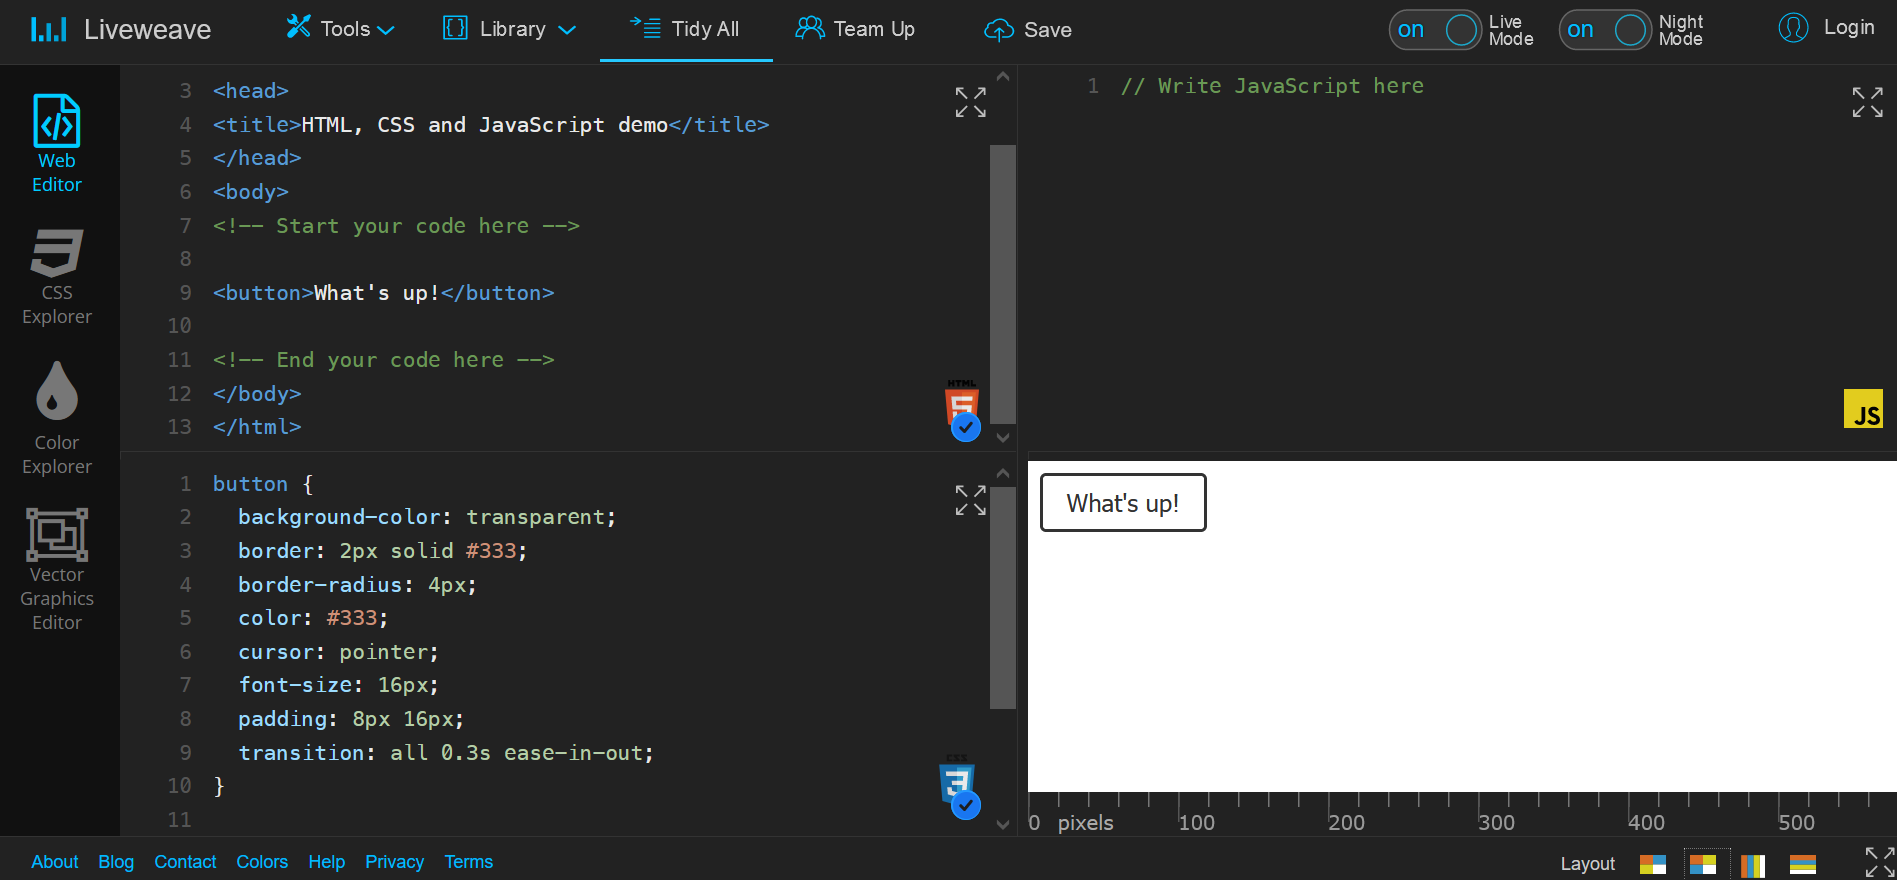 Liveweave
Tools
Library
Tidy All
Team Up
Save
on
Live
Mode
on
Night
Mode
Login
Web
Editor
CSS
Explorer
Color
Explorer
Vector
Graphics
Editor
3 <head>
4 <title>HTML, CSS and JavaScript demo</title>
5 </head>
6 <body>
7 <!-- Start your code here -->
8
9 <button>What's up!</button>
10
11 <!-- End your code here -->
12 </body>
13 </html>
HTML
5
1 button {
2 background-color: transparent;
3 border: 2px solid #333;
4 border-radius: 4px;
5 color: #333;
6 cursor: pointer;
7 font-size: 16px;
8 padding: 8px 16px;
9 transition: all 0.3s ease-in-out;
10 }
11
CSS
3
1 // Write JavaScript here
JS
What's up!
0 pixels 100 200 300 400 500
About Blog Contact Colors Help Privacy Terms
Layout